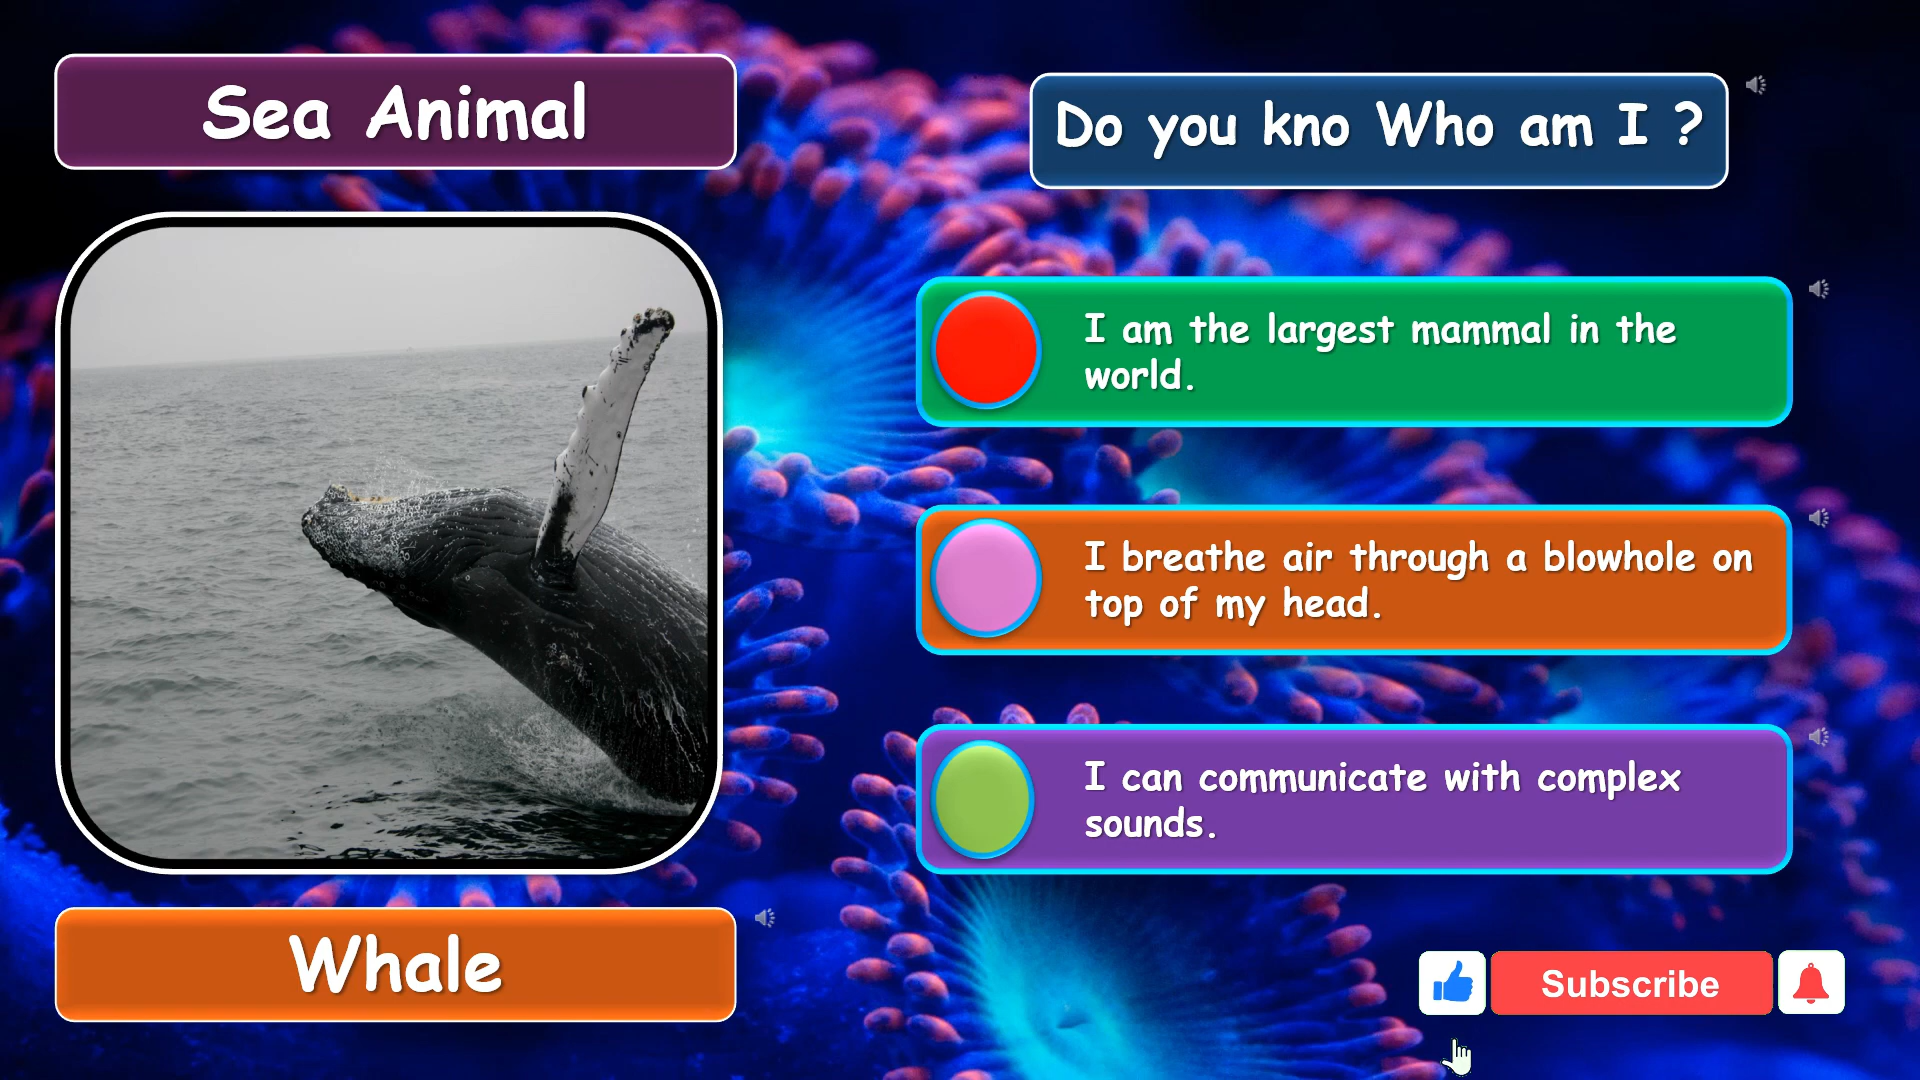 Sea Animal
Do you kno Who am I ?
I am the largest mammal in the
world.
I breathe air through a blowhole on
top of my head.
I can communicate with complex
sounds.
Whale
Subscribe